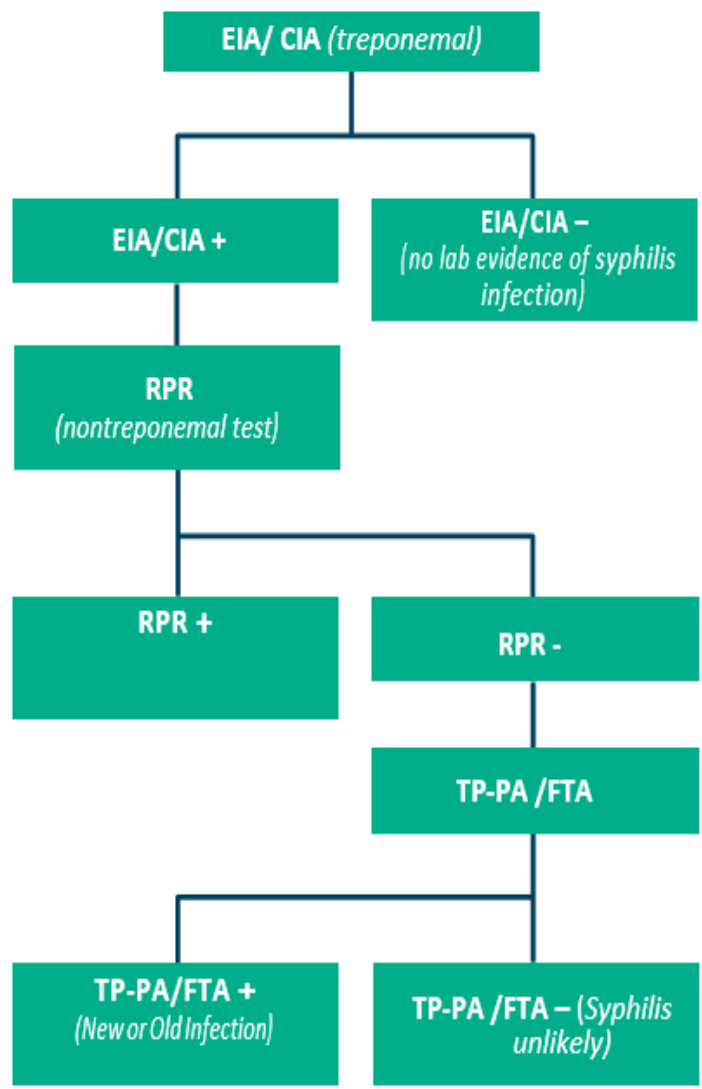 EIA/ CIA (treponemal)
EIA/CIA +
EIA/CIA –
(no lab evidence of syphilis
infection)
RPR
(nontreponemal test)
RPR +
RPR -
TP-PA /FTA
TP-PA/FTA +
(New or Old Infection)
TP-PA /FTA – (Syphilis
unlikely)